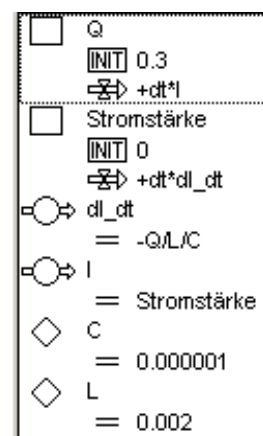 Q
INIT 0.3
+dt*I
Stromstärke
INIT 0
+dt*dI_dt
dI_dt
= -Q/L/C
I
= Stromstärke
C
= 0.000001
L
= 0.002